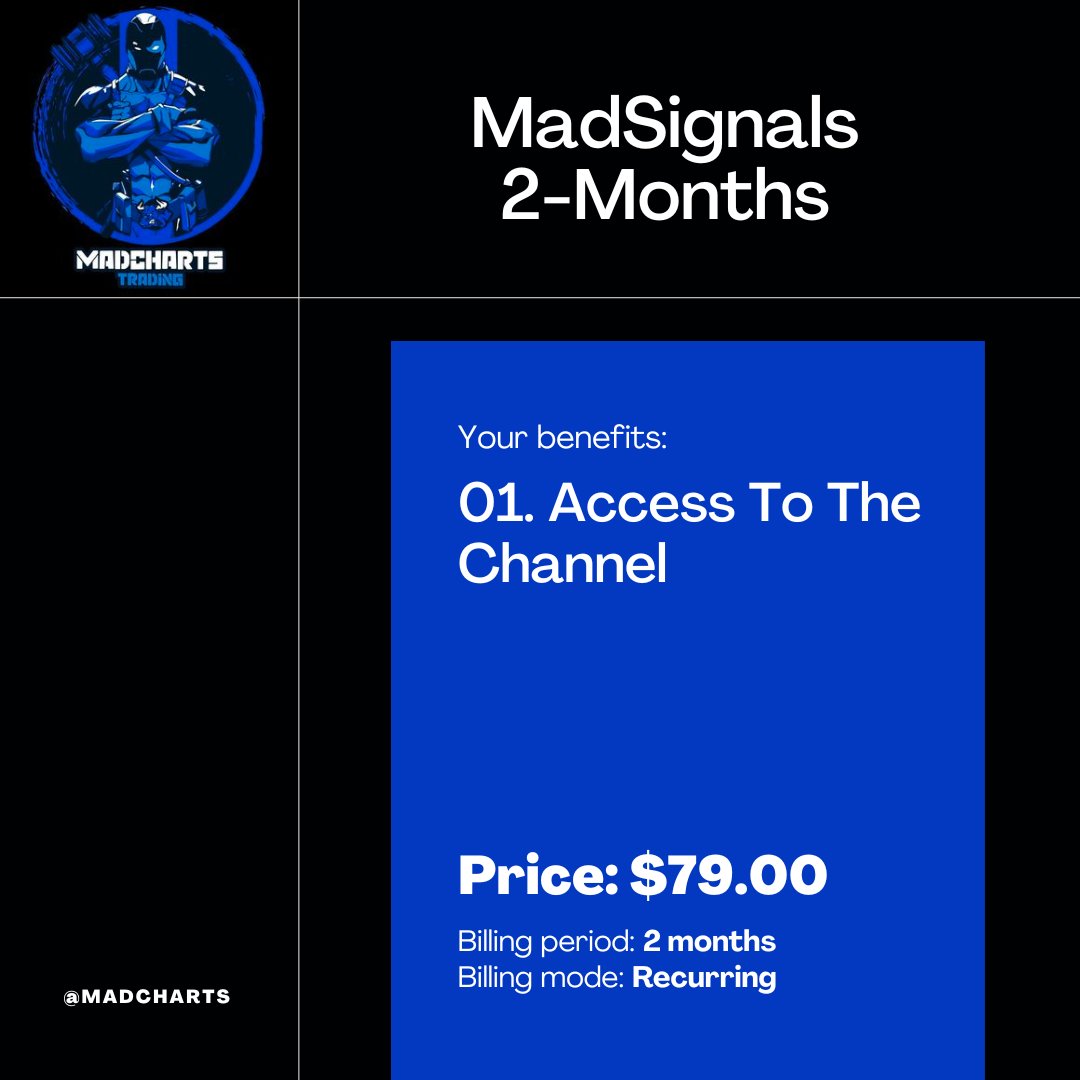 MADCHARTS
TRADING
MadSignals
2-Months
Your benefits:
01. Access To The
Channel
Price: $79.00
Billing period: 2 months
Billing mode: Recurring
@MADCHARTS